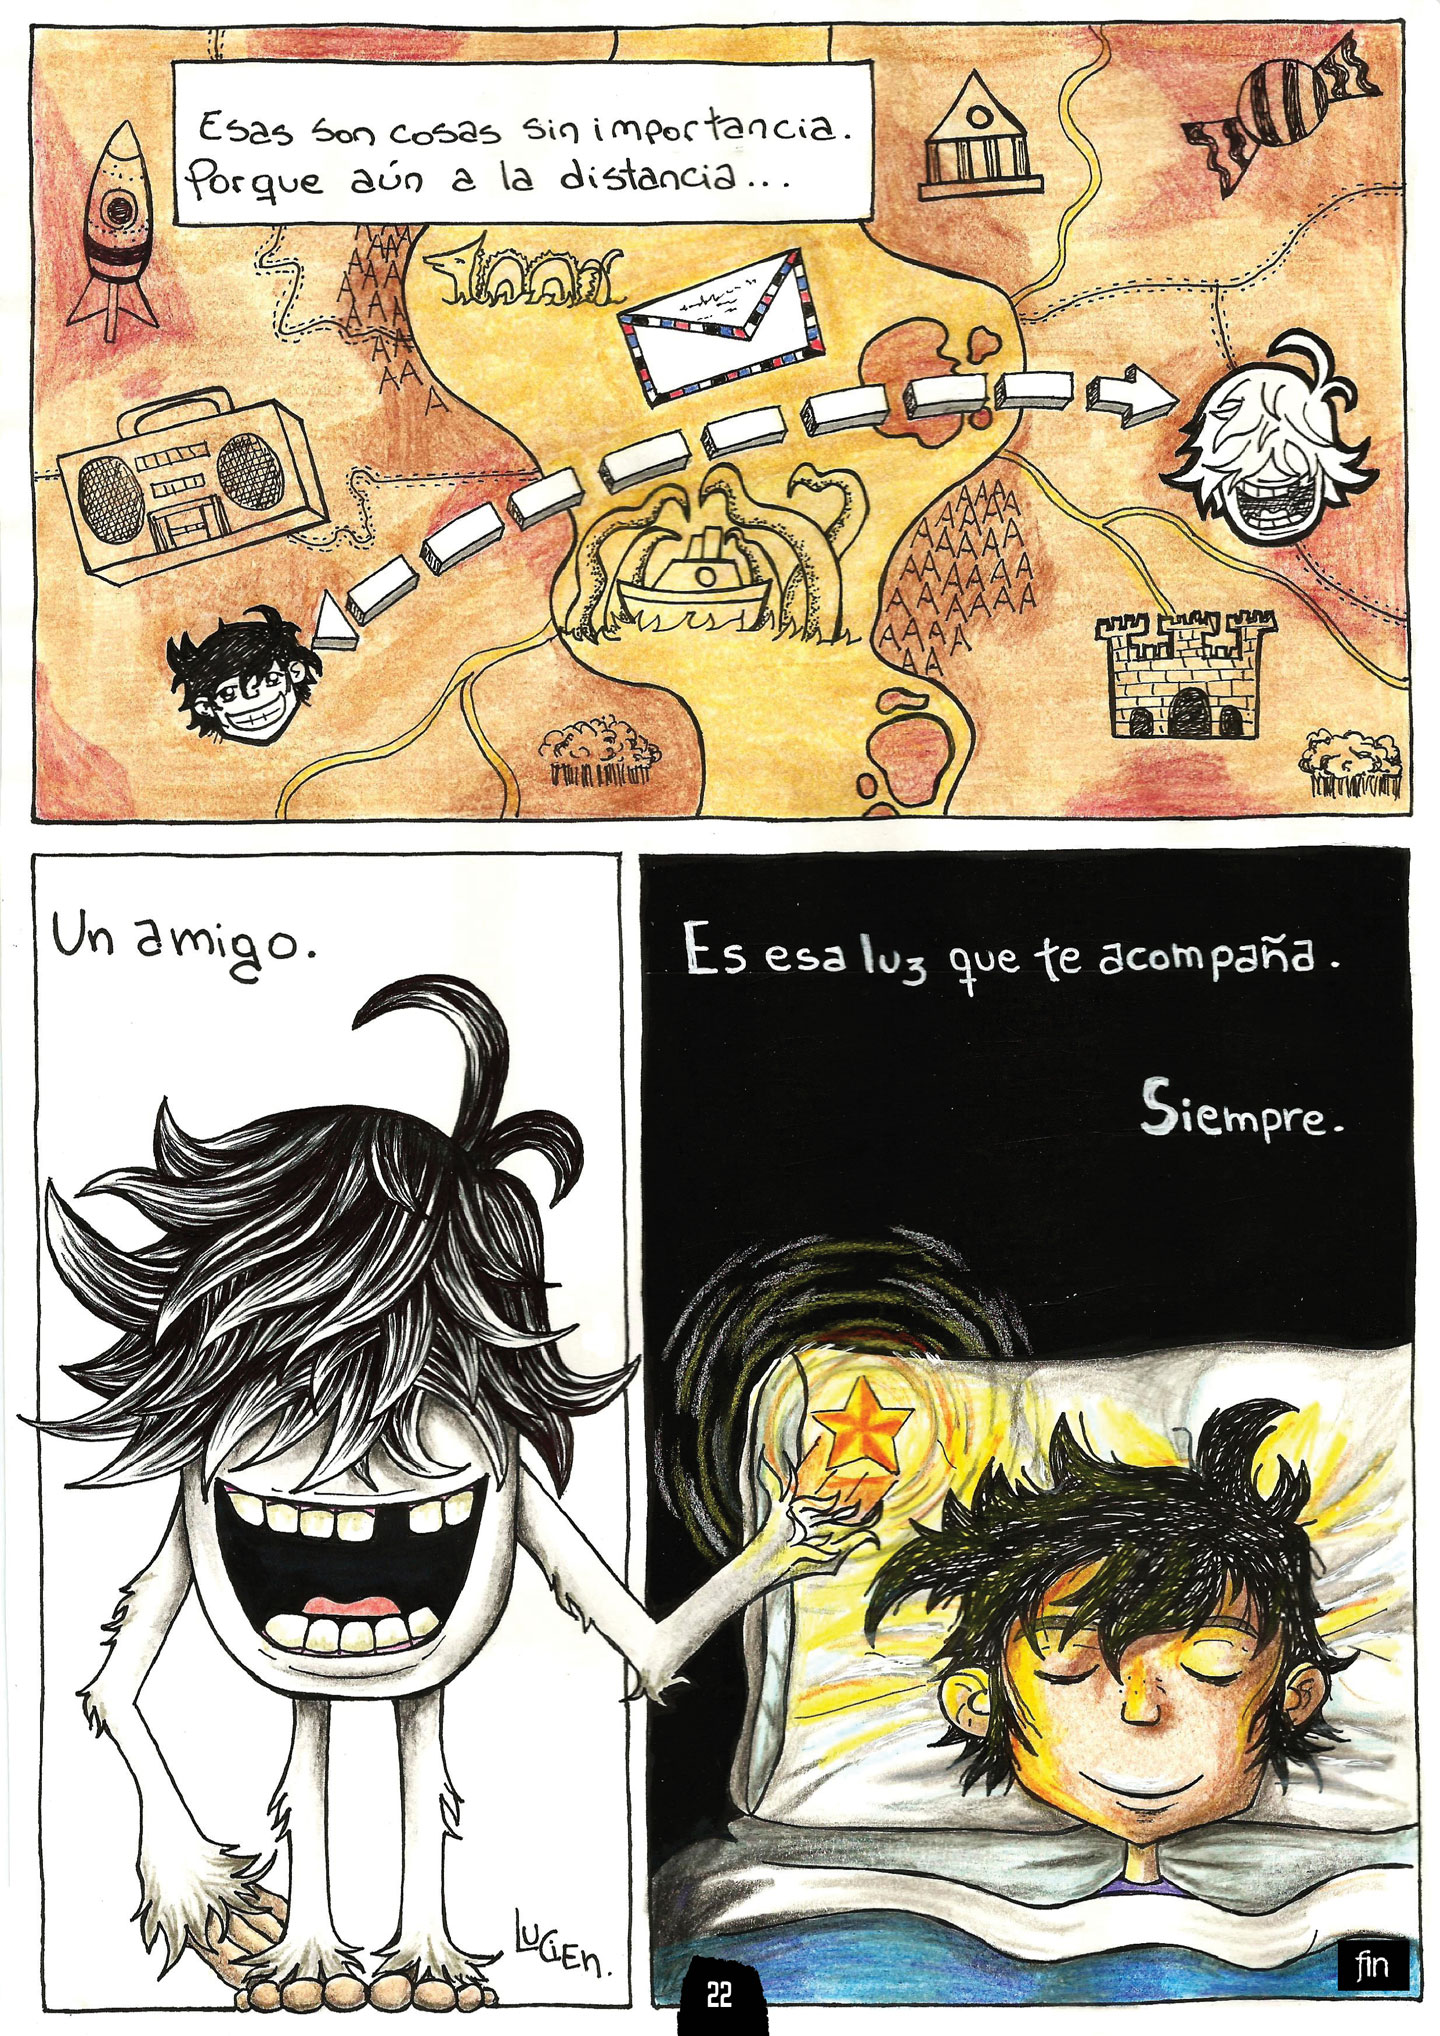 Esas son cosas sin importancia.
Porque aún a la distancia...
Un amigo.
Es esa luz que te acompaña.
Siempre.
Lucien.
22
fin